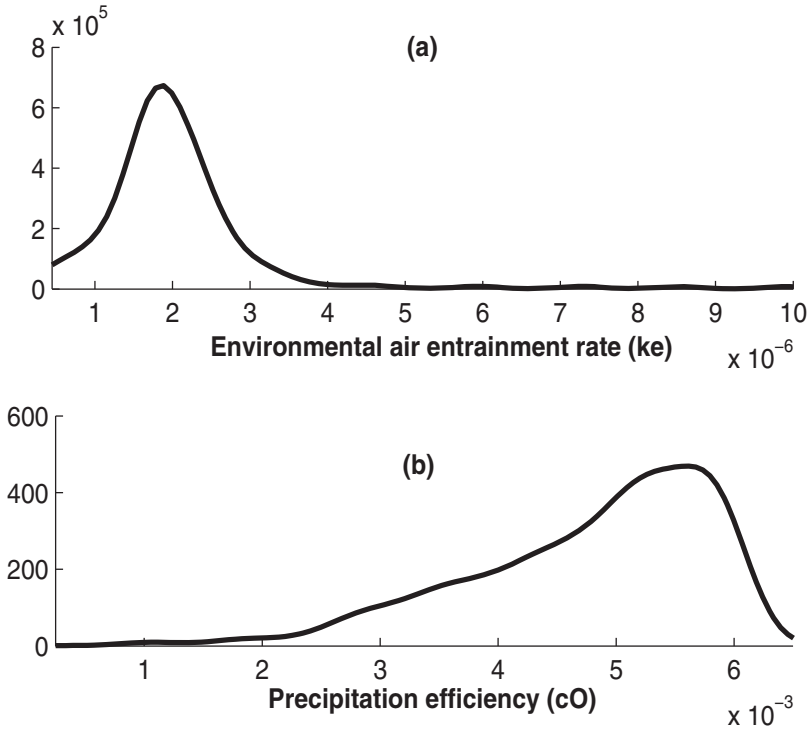 x 10^5
(a)
8
6
4
2
0
1 2 3 4 5 6 7 8 9 10
Environmental air entrainment rate (ke)
x 10^−6
600
(b)
400
200
0
1 2 3 4 5 6
Precipitation efficiency (cO)
x 10^−3